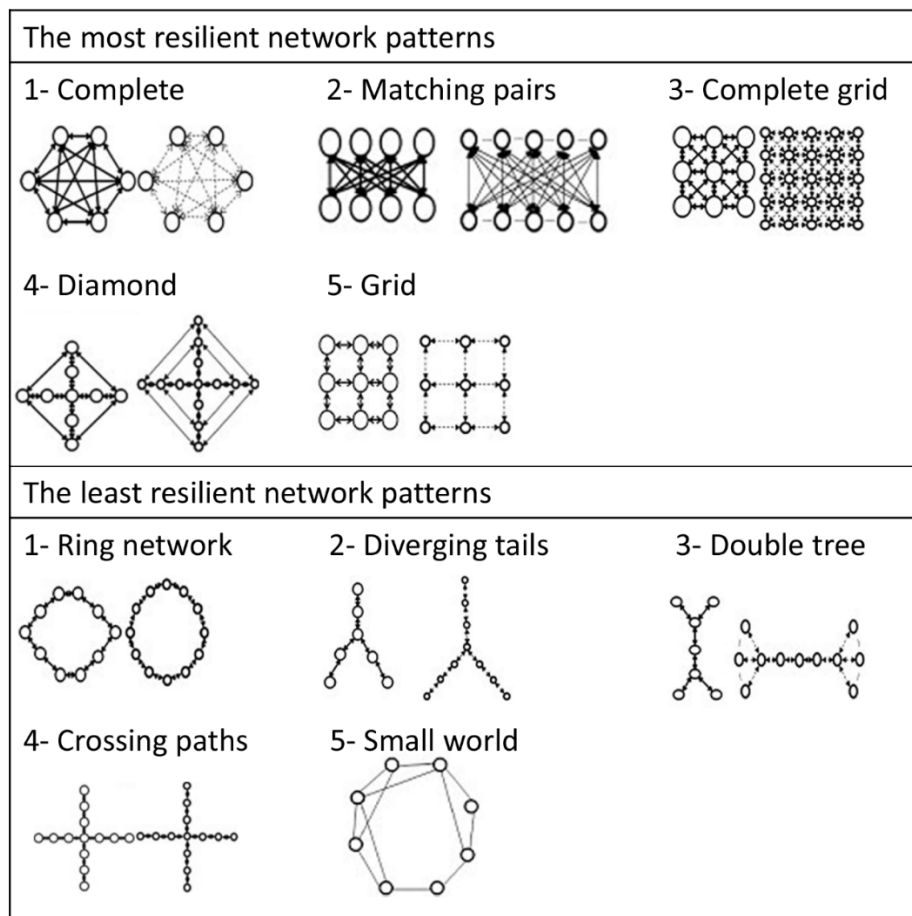 The most resilient network patterns
1- Complete
2- Matching pairs
3- Complete grid
4- Diamond
5- Grid
The least resilient network patterns
1- Ring network
2- Diverging tails
3- Double tree
4- Crossing paths
5- Small world